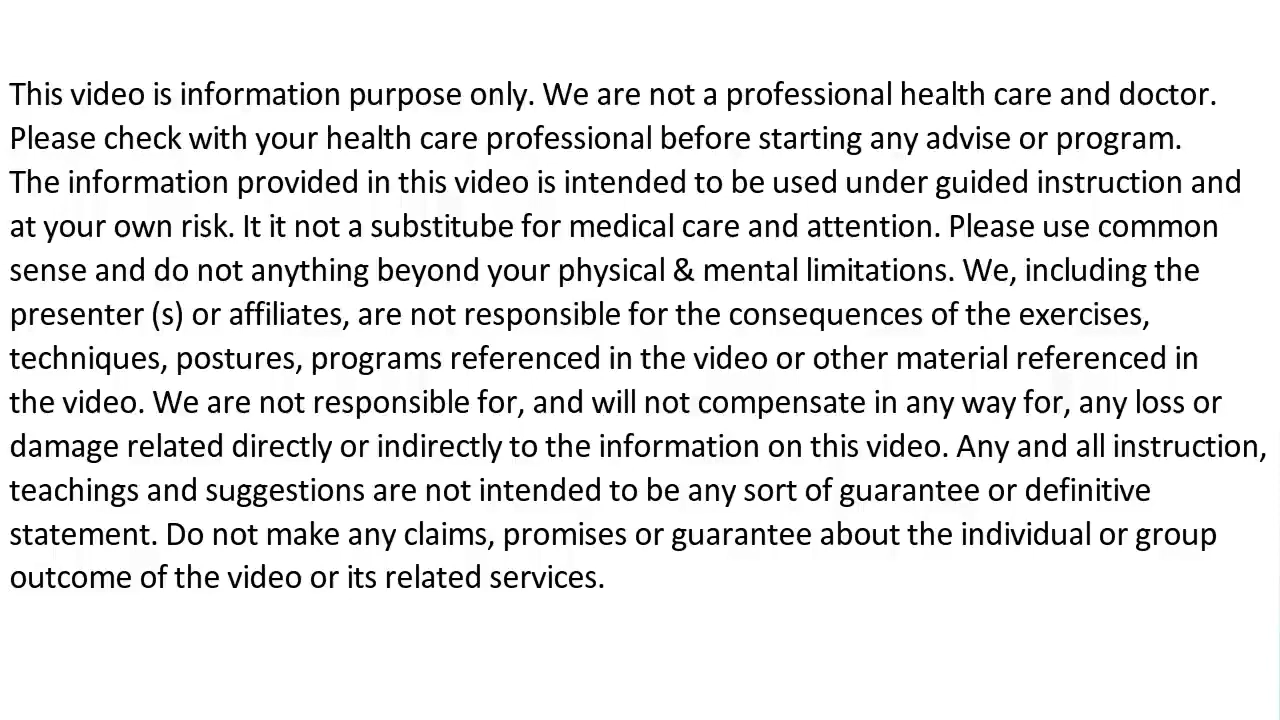 This video is information purpose only. We are not a professional health care and doctor.
Please check with your health care professional before starting any advise or program.
The information provided in this video is intended to be used under guided instruction and
at your own risk. It it not a substitube for medical care and attention. Please use common
sense and do not anything beyond your physical & mental limitations. We, including the
presenter (s) or affiliates, are not responsible for the consequences of the exercises,
techniques, postures, programs referenced in the video or other material referenced in
the video. We are not responsible for, and will not compensate in any way for, any loss or
damage related directly or indirectly to the information on this video. Any and all instruction,
teachings and suggestions are not intended to be any sort of guarantee or definitive
statement. Do not make any claims, promises or guarantee about the individual or group
outcome of the video or its related services.